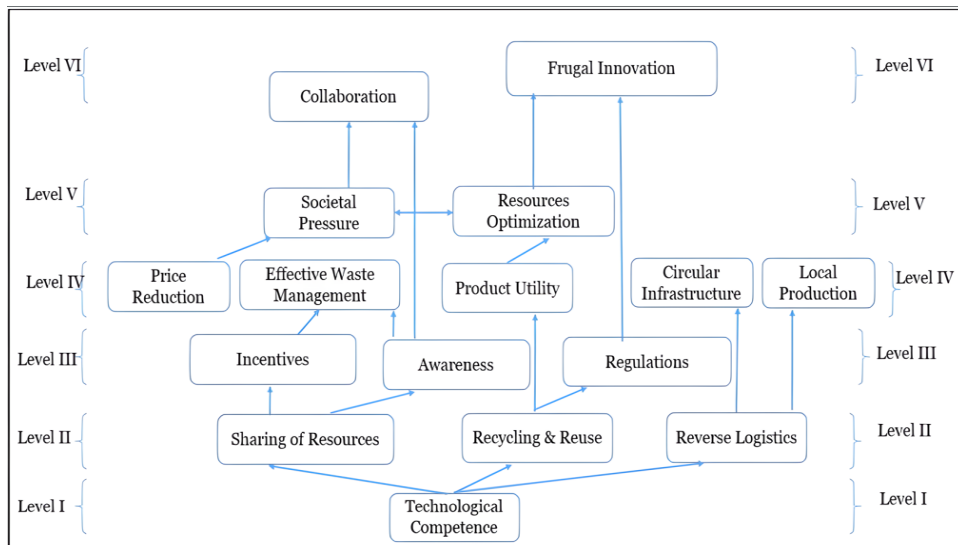 Level VI
Frugal Innovation
Level VI
Collaboration
Level V
Societal
Pressure
Resources
Optimization
Level V
Level IV
Price
Reduction
Effective Waste
Management
Product Utility
Circular
Infrastructure
Local
Production
Level IV
Level III
Incentives
Awareness
Regulations
Level III
Level II
Sharing of Resources
Recycling & Reuse
Reverse Logistics
Level II
Level I
Technological
Competence
Level I